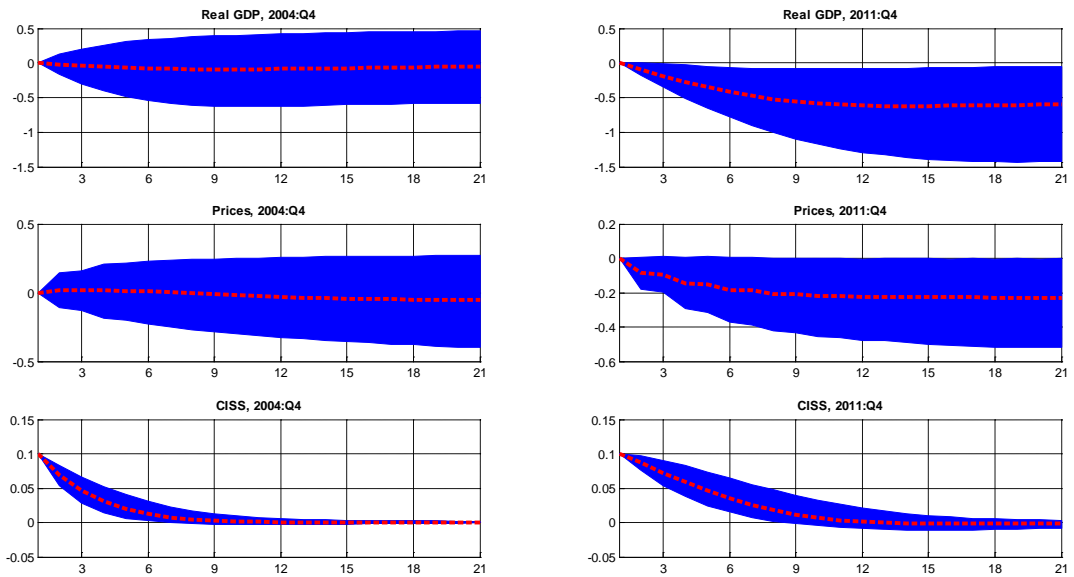 Real GDP, 2004:Q4
0.5
0
-0.5
-1
-1.5
3 6 9 12 15 18 21
Real GDP, 2011:Q4
0.5
0
-0.5
-1
-1.5
3 6 9 12 15 18 21
Prices, 2004:Q4
0.5
0
-0.5
3 6 9 12 15 18 21
Prices, 2011:Q4
0.2
0
-0.2
-0.4
-0.6
3 6 9 12 15 18 21
CISS, 2004:Q4
0.15
0.1
0.05
0
-0.05
3 6 9 12 15 18 21
CISS, 2011:Q4
0.15
0.1
0.05
0
-0.05
3 6 9 12 15 18 21